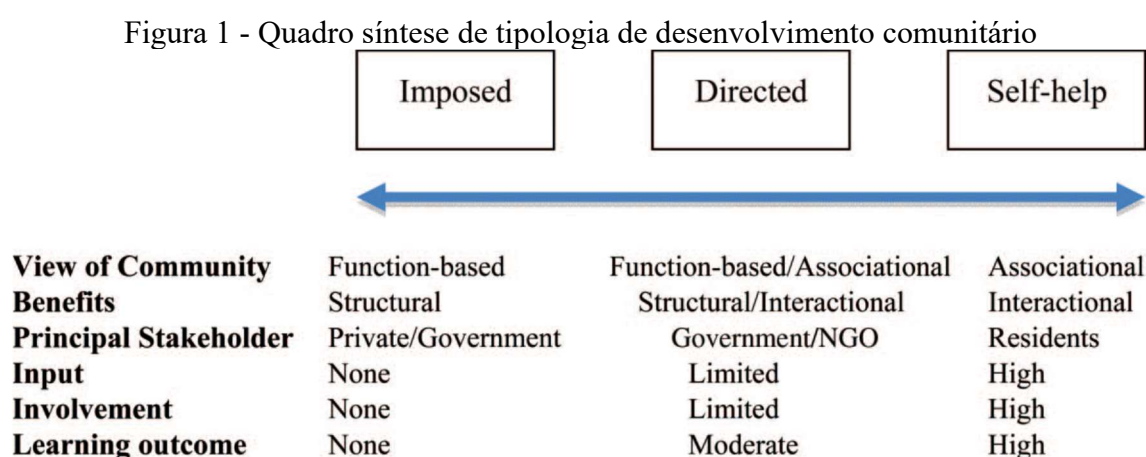 Figura 1 - Quadro síntese de tipologia de desenvolvimento comunitário
Imposed Directed Self-help
View of Community Function-based Function-based/Associational Associational
Benefits Structural Structural/Interactional Interactional
Principal Stakeholder Private/Government Government/NGO Residents
Input None Limited High
Involvement None Limited High
Learning outcome None Moderate High